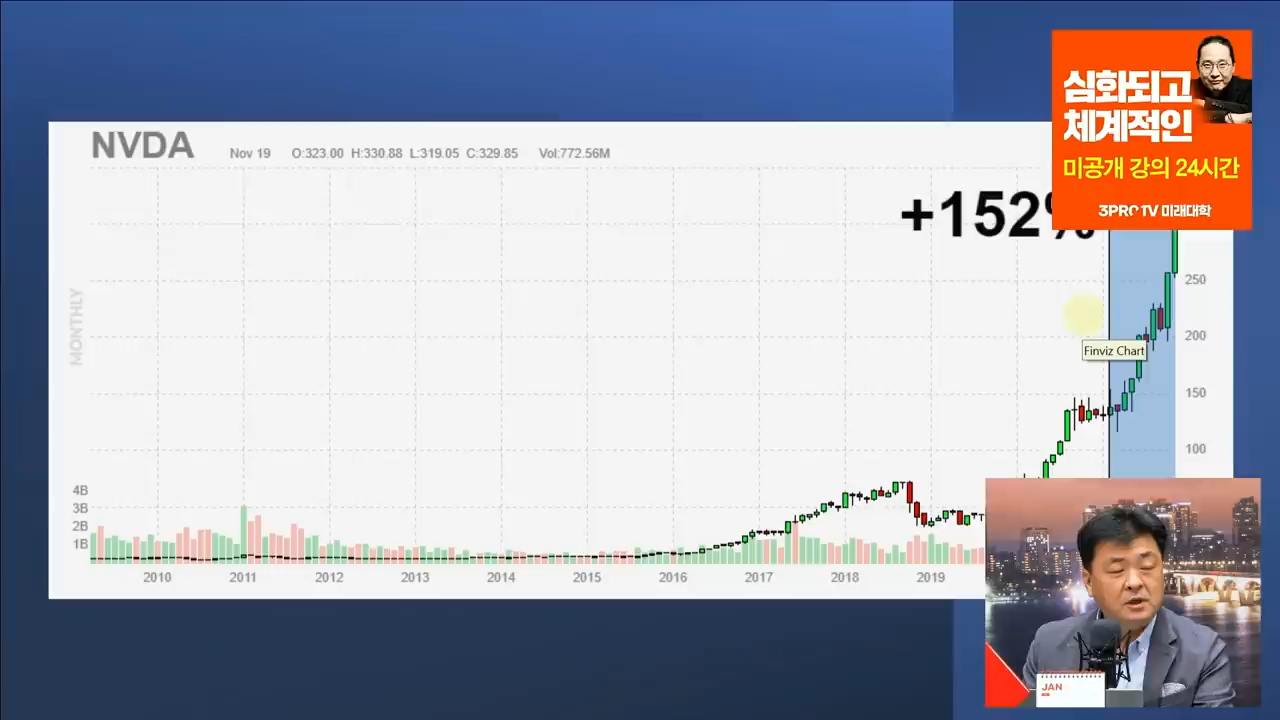 NVDA
Nov 19 O:323.00 H:330.88 L:319.05 C:329.85 Vol:772.56M
+152%
MONTHLY
250
200
150
100
4B
3B
2B
1B
2010 2011 2012 2013 2014 2015 2016 2017 2018 2019
Finviz Chart
심화되고
체계적인
미공개 강의 24시간
3PRO TV 미래대학
JAN